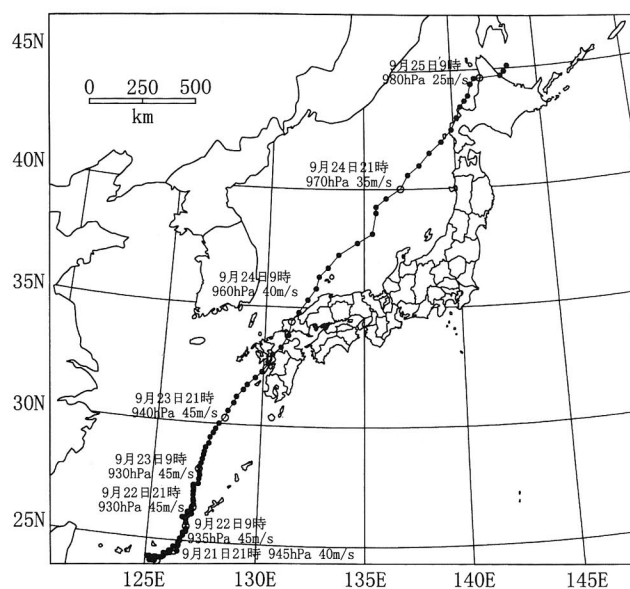 45N
9月25日9時
980hPa 25m/s
0 200 500
km
40N
9月24日21時
970hPa 35m/s
35N
9月24日9時
960hPa 40m/s
30N
9月23日21時
940hPa 45m/s
9月23日9時
930hPa 45m/s
9月22日21時
930hPa 45m/s
25N
9月22日9時
935hPa 45m/s
9月21日21時 945hPa 40m/s
125E 130E 135E 140E 145E